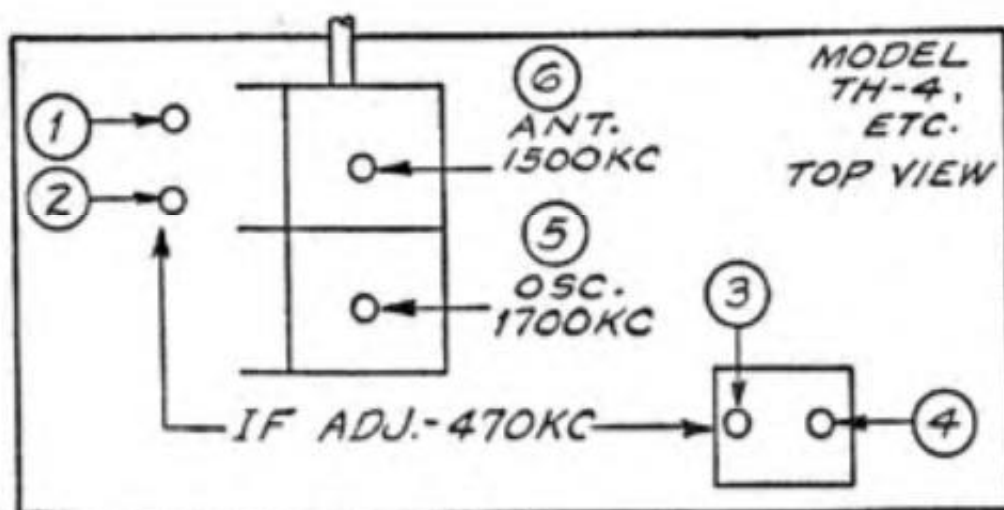 MODEL
TH-4,
ETC.
TOP VIEW
1
2
6
ANT.
1500KC
5
OSC.
1700KC
3
4
IF ADJ.-470KC